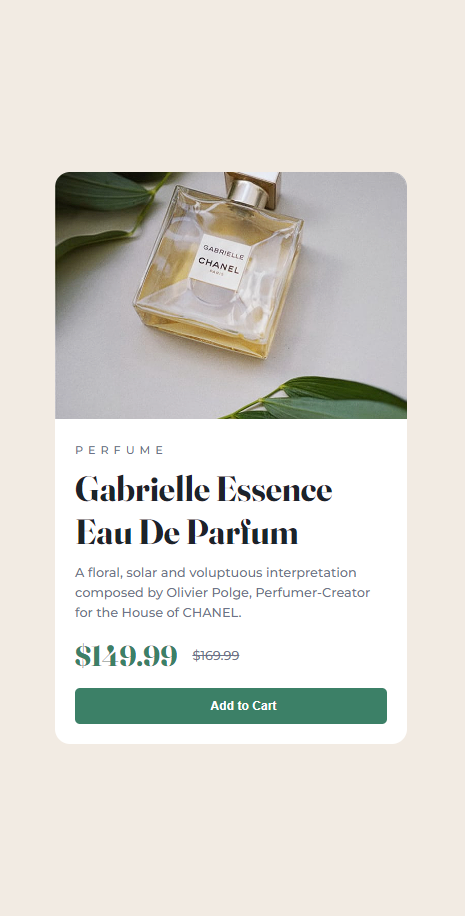 GABRIELLE
CHANEL
PARIS
PERFUME
Gabrielle Essence
Eau De Parfum
A floral, solar and voluptuous interpretation
composed by Olivier Polge, Perfumer-Creator
for the House of CHANEL.
$149.99 $169.99
Add to Cart